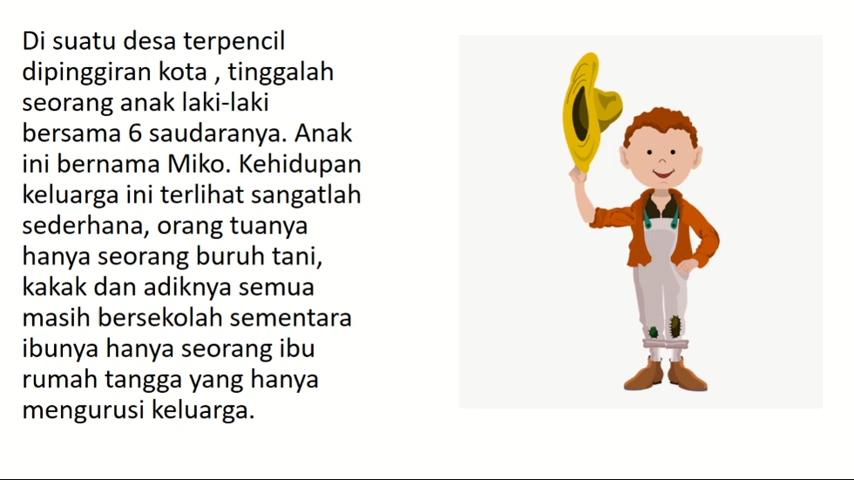 Di suatu desa terpencil
dipinggiran kota , tinggalah
seorang anak laki-laki
bersama 6 saudaranya. Anak
ini bernama Miko. Kehidupan
keluarga ini terlihat sangatlah
sederhana, orang tuanya
hanya seorang buruh tani,
kakak dan adiknya semua
masih bersekolah sementara
ibunya hanya seorang ibu
rumah tangga yang hanya
mengurusi keluarga.